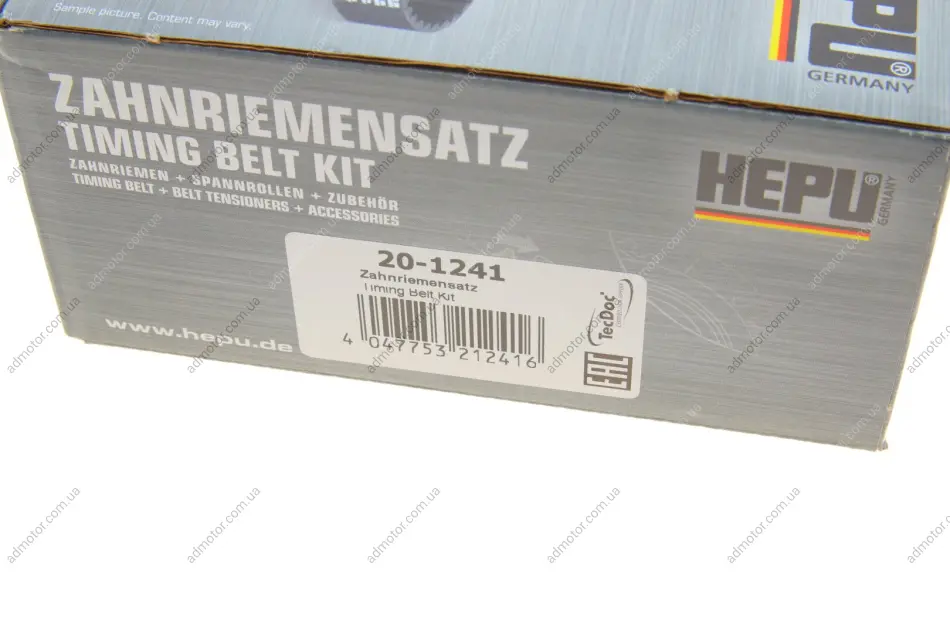 Sample picture. Content may vary.
HEPU®
GERMANY
ZAHNRIEMENSATZ
TIMING BELT KIT
ZAHNRIEMEN + SPANNROLLEN + ZUBEHÖR
TIMING BELT + BELT TENSIONERS + ACCESSORIES
HEPU®
GERMANY
20-1241
Zahnriemensatz
Timing Belt Kit
4 047753 212416
TecDoc
EAC
www.hepu.de
admotor.com.ua